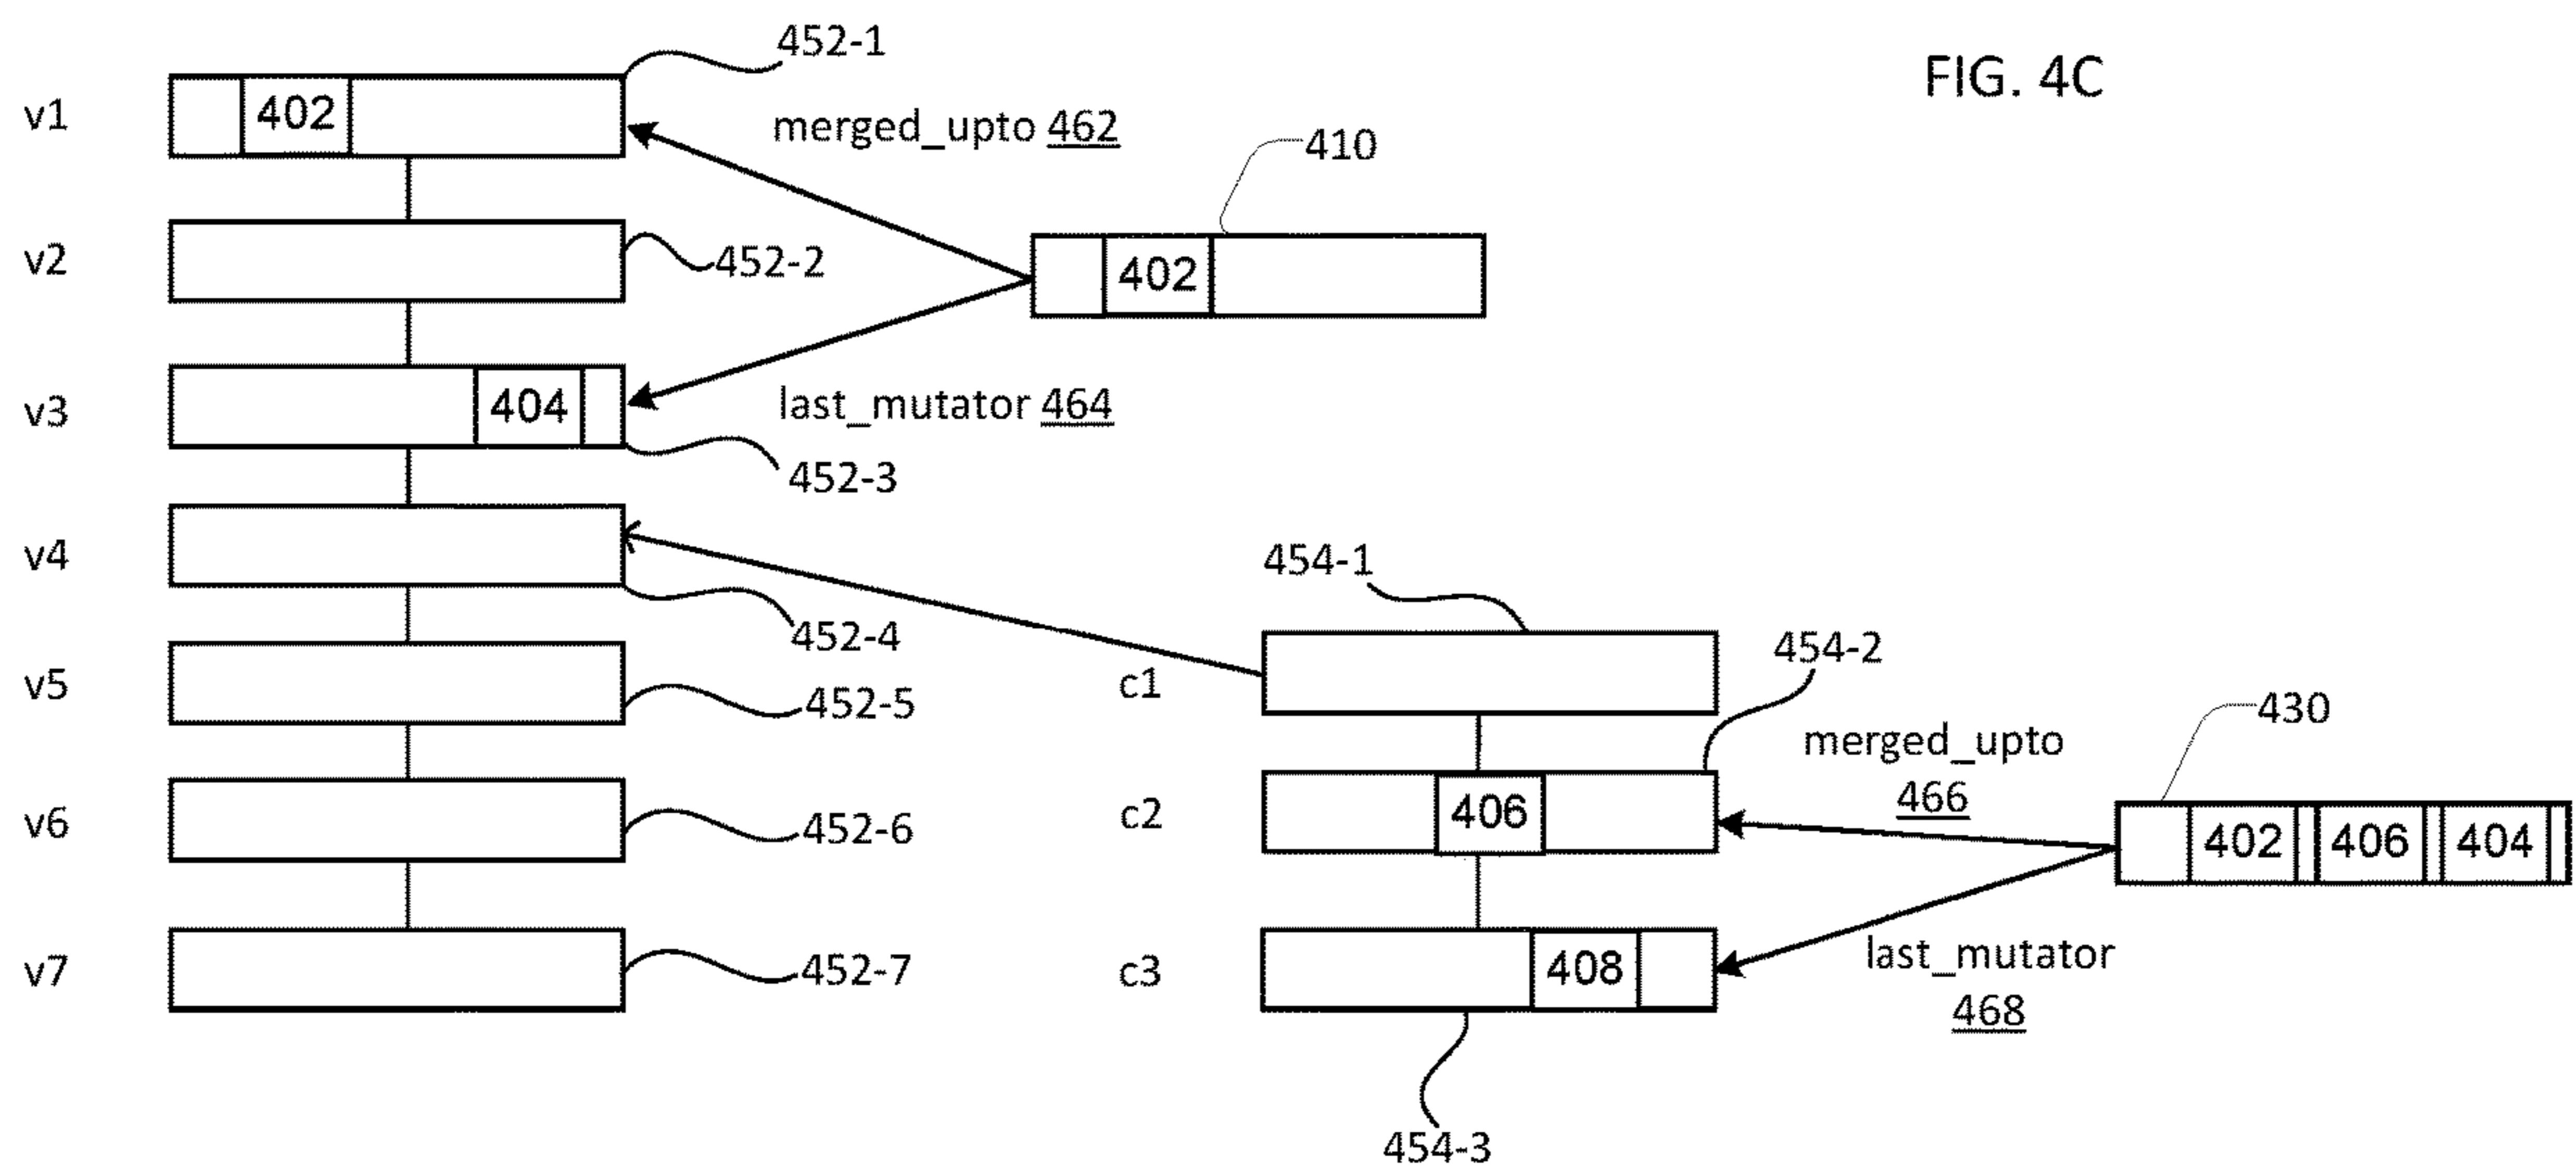 452-1
FIG. 4C
v1
402
merged_upto 462
410
v2
452-2
402
v3
404
last_mutator 464
452-3
v4
454-1
452-4
454-2
v5
452-5
c1
430
merged_upto
466
v6
452-6
c2
406
402
406
404
v7
452-7
c3
408
last_mutator
468
454-3